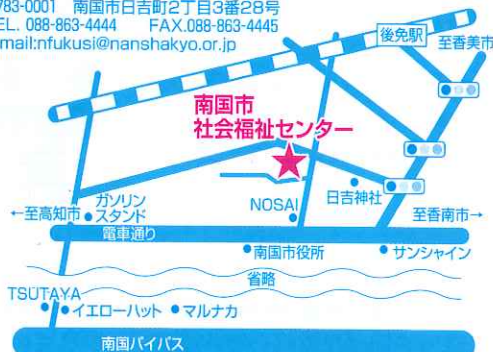 783-0001 南国市日吉町2丁目3番28号
EL. 088-863-4444 FAX.088-863-4445
mail:nfukusi@nanshakyo.or.jp
後免駅
至香美市
南国市
社会福祉センター
ガソリン
スタンド
←至高知市
NOSAI
日吉神社
至香南市→
電車通り
南国市役所
サンシャイン
省略
TSUTAYA
イエローハット
マルナカ
南国バイパス